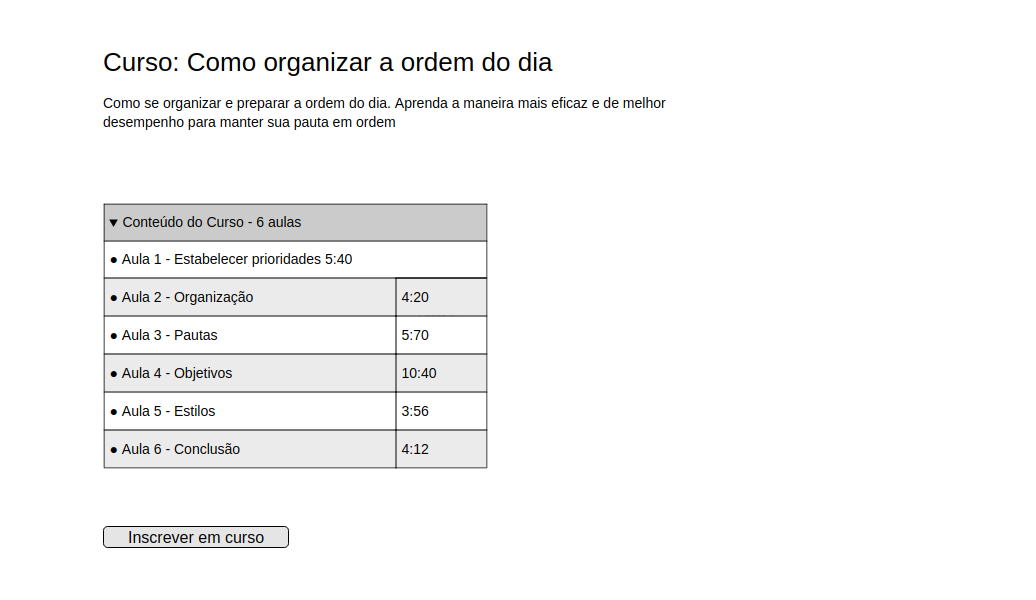 Curso: Como organizar a ordem do dia
Como se organizar e preparar a ordem do dia. Aprenda a maneira mais eficaz e de melhor
desempenho para manter sua pauta em ordem
▼ Conteúdo do Curso - 6 aulas
● Aula 1 - Estabelecer prioridades 5:40
● Aula 2 - Organização 4:20
● Aula 3 - Pautas 5:70
● Aula 4 - Objetivos 10:40
● Aula 5 - Estilos 3:56
● Aula 6 - Conclusão 4:12
Inscrever em curso